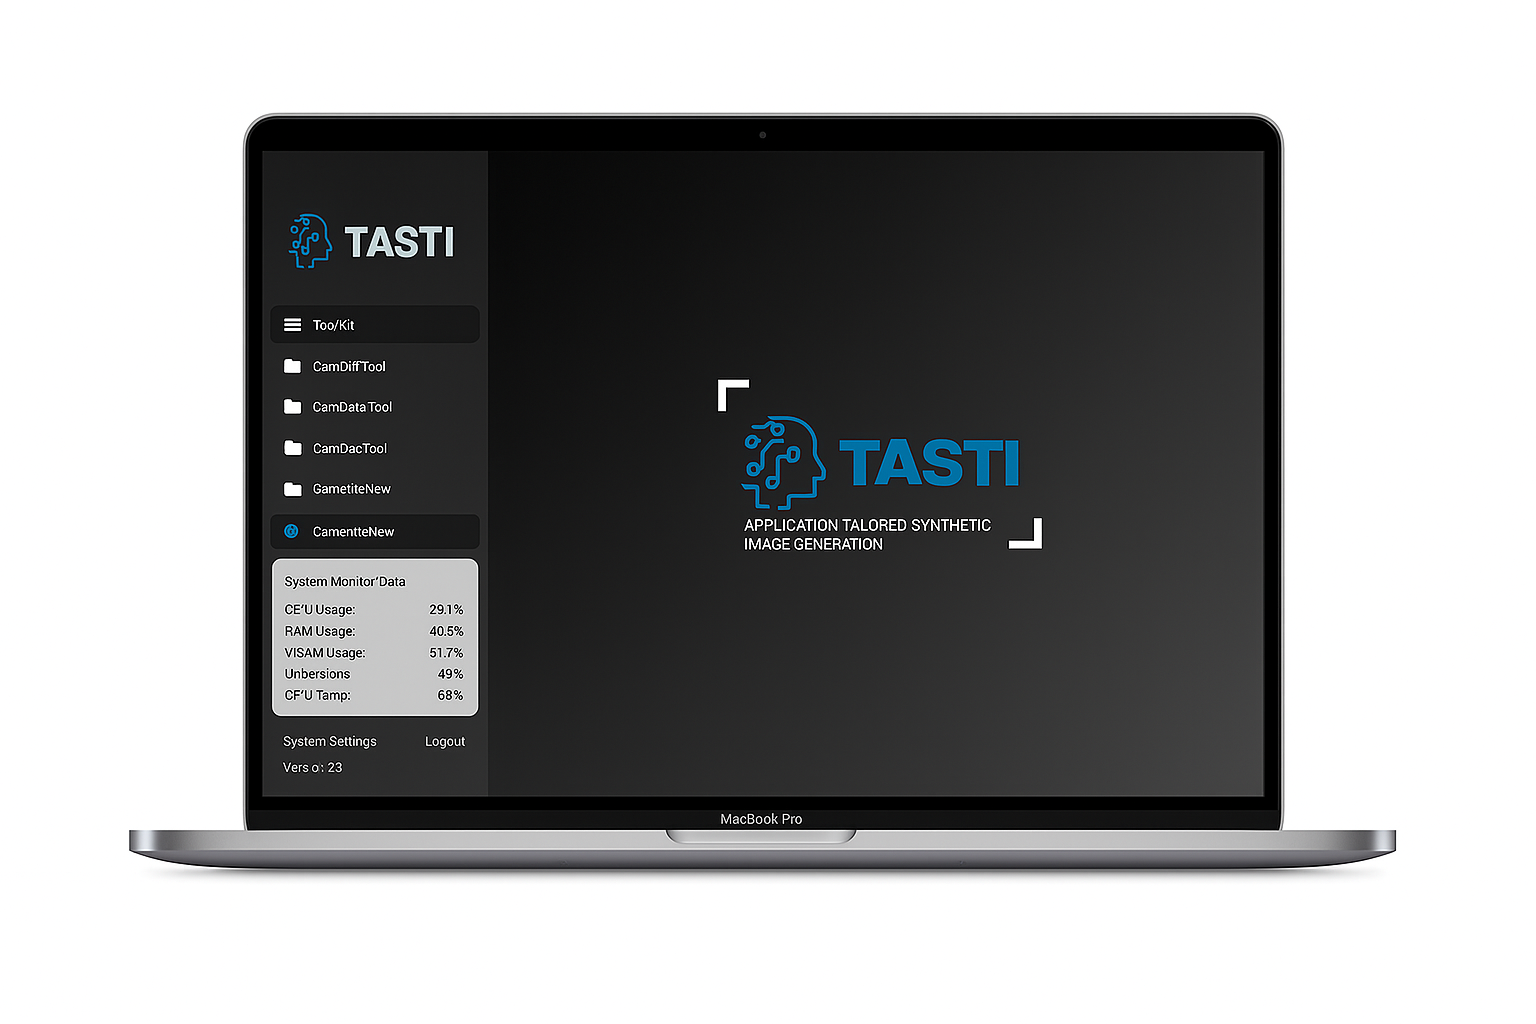 TASTI
Too/Kit
CamDiffTool
CamData Tool
CamDacTool
GametiteNew
CamentteNew
System Monitor'Data
CE'U Usage: 29.1%
RAM Usage: 40.5%
VISAM Usage: 51.7%
Unbersions 49%
CF'U Tamp: 68%
System Settings Logout
Vers o: 23
TASTI
APPLICATION TALORED SYNTHETIC
IMAGE GENERATION
MacBook Pro